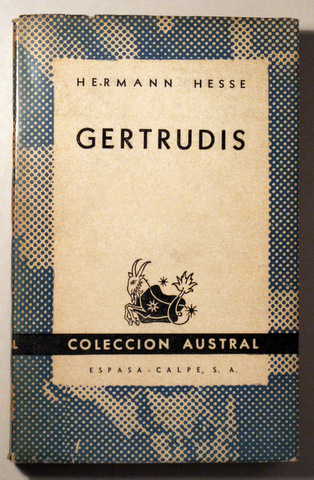 HERMANN HESSE
GERTRUDIS
L COLECCION AUSTRAL
ESPASA - CALPE, S. A.